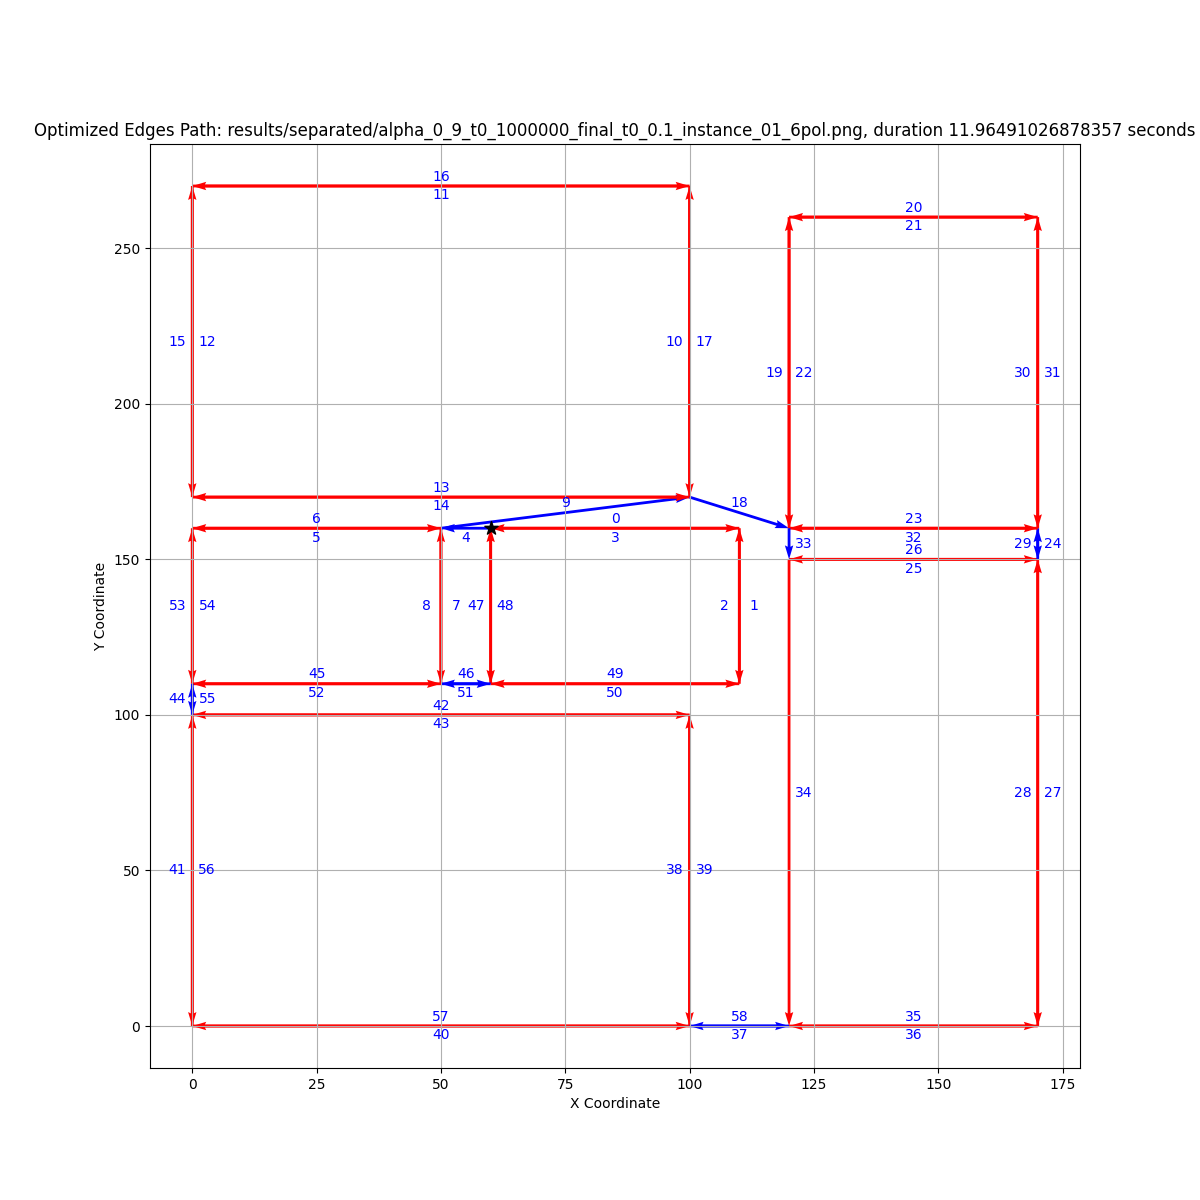 Optimized Edges Path: results/separated/alpha_0_9_t0_1000000_final_t0_0.1_instance_01_6pol.png, duration 11.96491026878357 seconds
16
11
20
21
250
15 12 10 17
19 22 30 31
200
13
14
9 18
6 0 23
5 4 3 32
33 29 24
26
25
150
53 54 8 7 47 48 2 1
45 46 49
52 51 50
44 55
42
43
100
34 28 27
41 56 38 39
50
57 58 35
40 37 36
0
0 25 50 75 100 125 150 175
X Coordinate
Y Coordinate